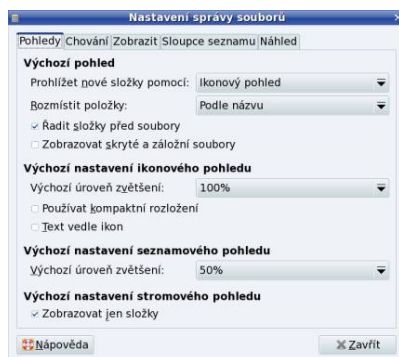 Nastavení správy souborů
Pohledy Chování Zobrazit Sloupce seznamu Náhled
Výchozí pohled
Prohlížet nové složky pomocí: Ikonový pohled
Rozmístit položky: Podle názvu
Řadit složky před soubory
Zobrazovat skryté a záložní soubory
Výchozí nastavení ikonového pohledu
Výchozí úroveň zvětšení: 100%
Používat kompaktní rozložení
Text vedle ikon
Výchozí nastavení seznamového pohledu
Výchozí úroveň zvětšení: 50%
Výchozí nastavení stromového pohledu
Zobrazovat jen složky
Nápověda Zavřít